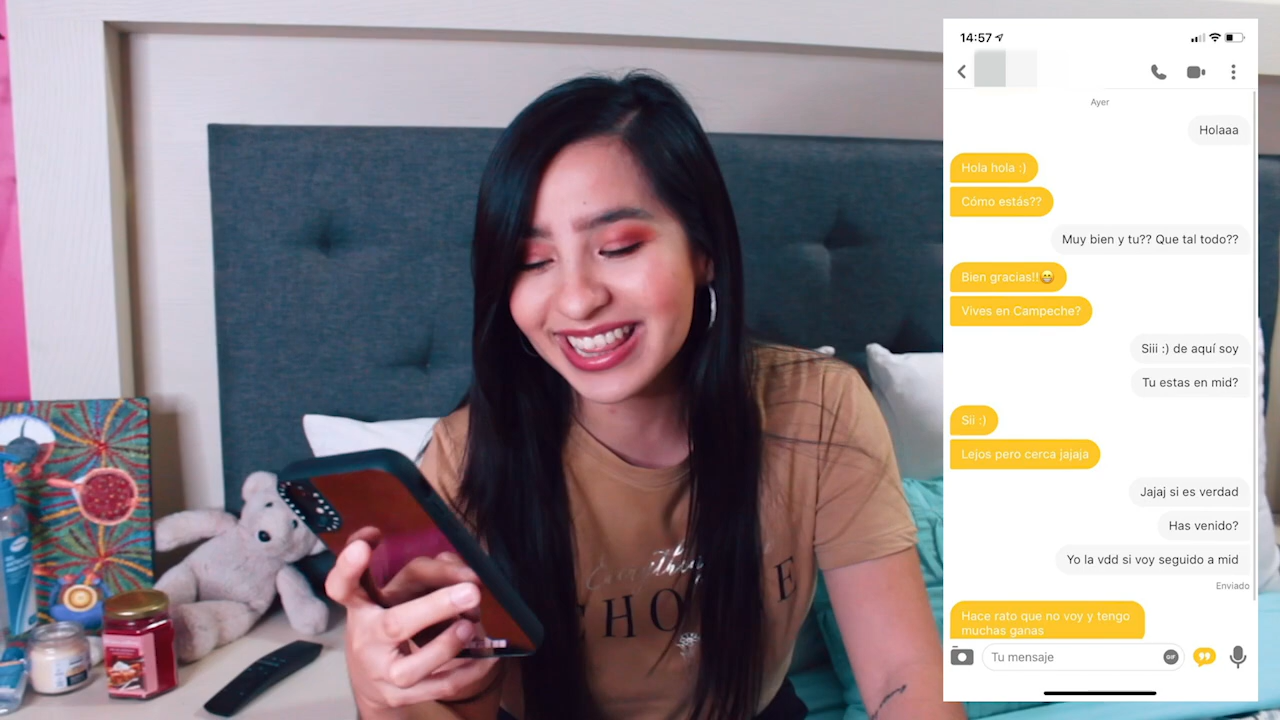 14:57
Ayer
Holaaa
Hola hola :)
Cómo estás??
Muy bien y tu?? Que tal todo??
Bien gracias!!😁
Vives en Campeche?
Siii :) de aquí soy
Tu estas en mid?
Sii :)
Lejos pero cerca jajaja
Jajaj si es verdad
Has venido?
Yo la vdd si voy seguido a mid
Enviado
Hace rato que no voy y tengo
muchas ganas
Tu mensaje
GIF
Everything